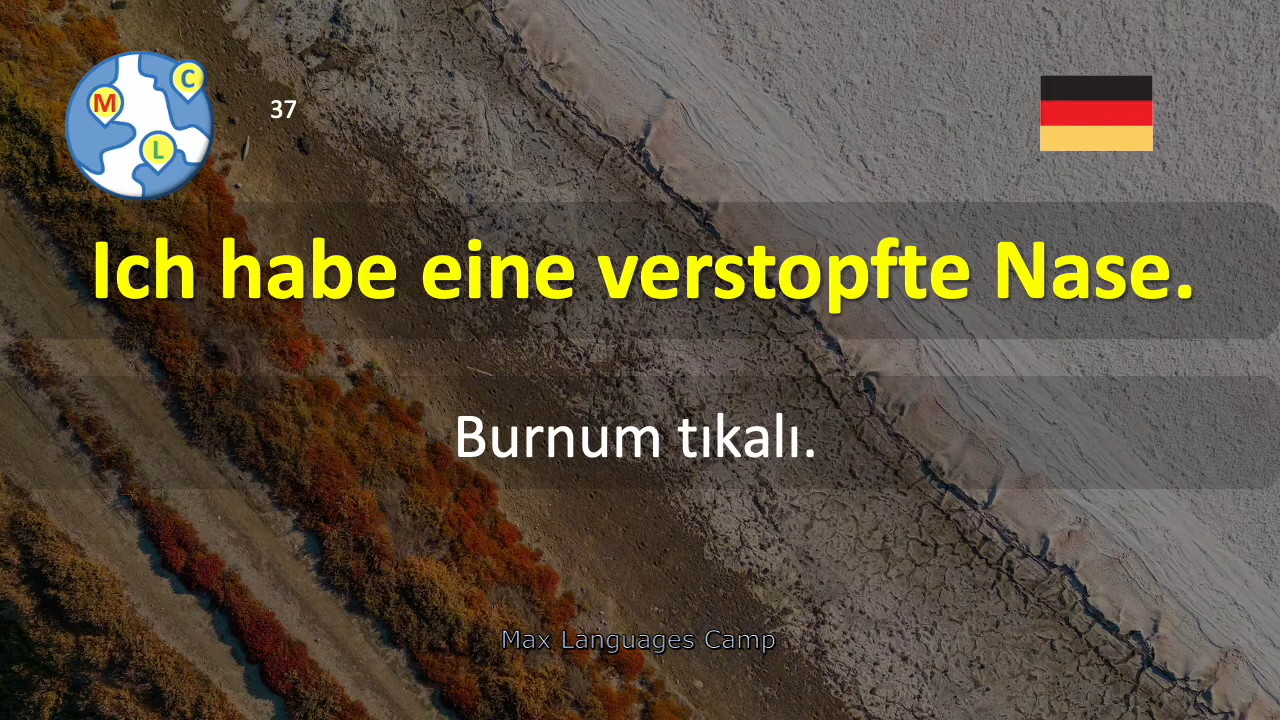 M
C
L
37
Ich habe eine verstopfte Nase.
Burnum tıkalı.
Max Languages Camp